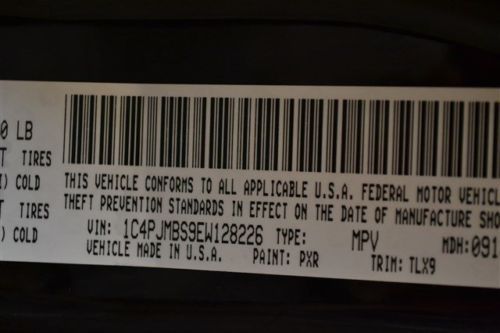 0 LB
T TIRES
) COLD
TIRES
) COLD
THIS VEHICLE CONFORMS TO ALL APPLICABLE U.S.A. FEDERAL MOTOR VEHICL
THEFT PREVENTION STANDARDS IN EFFECT ON THE DATE OF MANUFACTURE SHO
VIN: 1C4PJMBS9EW128226 TYPE: MPV MDH:091
VEHICLE MADE IN U.S.A. PAINT: PXR TRIM: TLX9